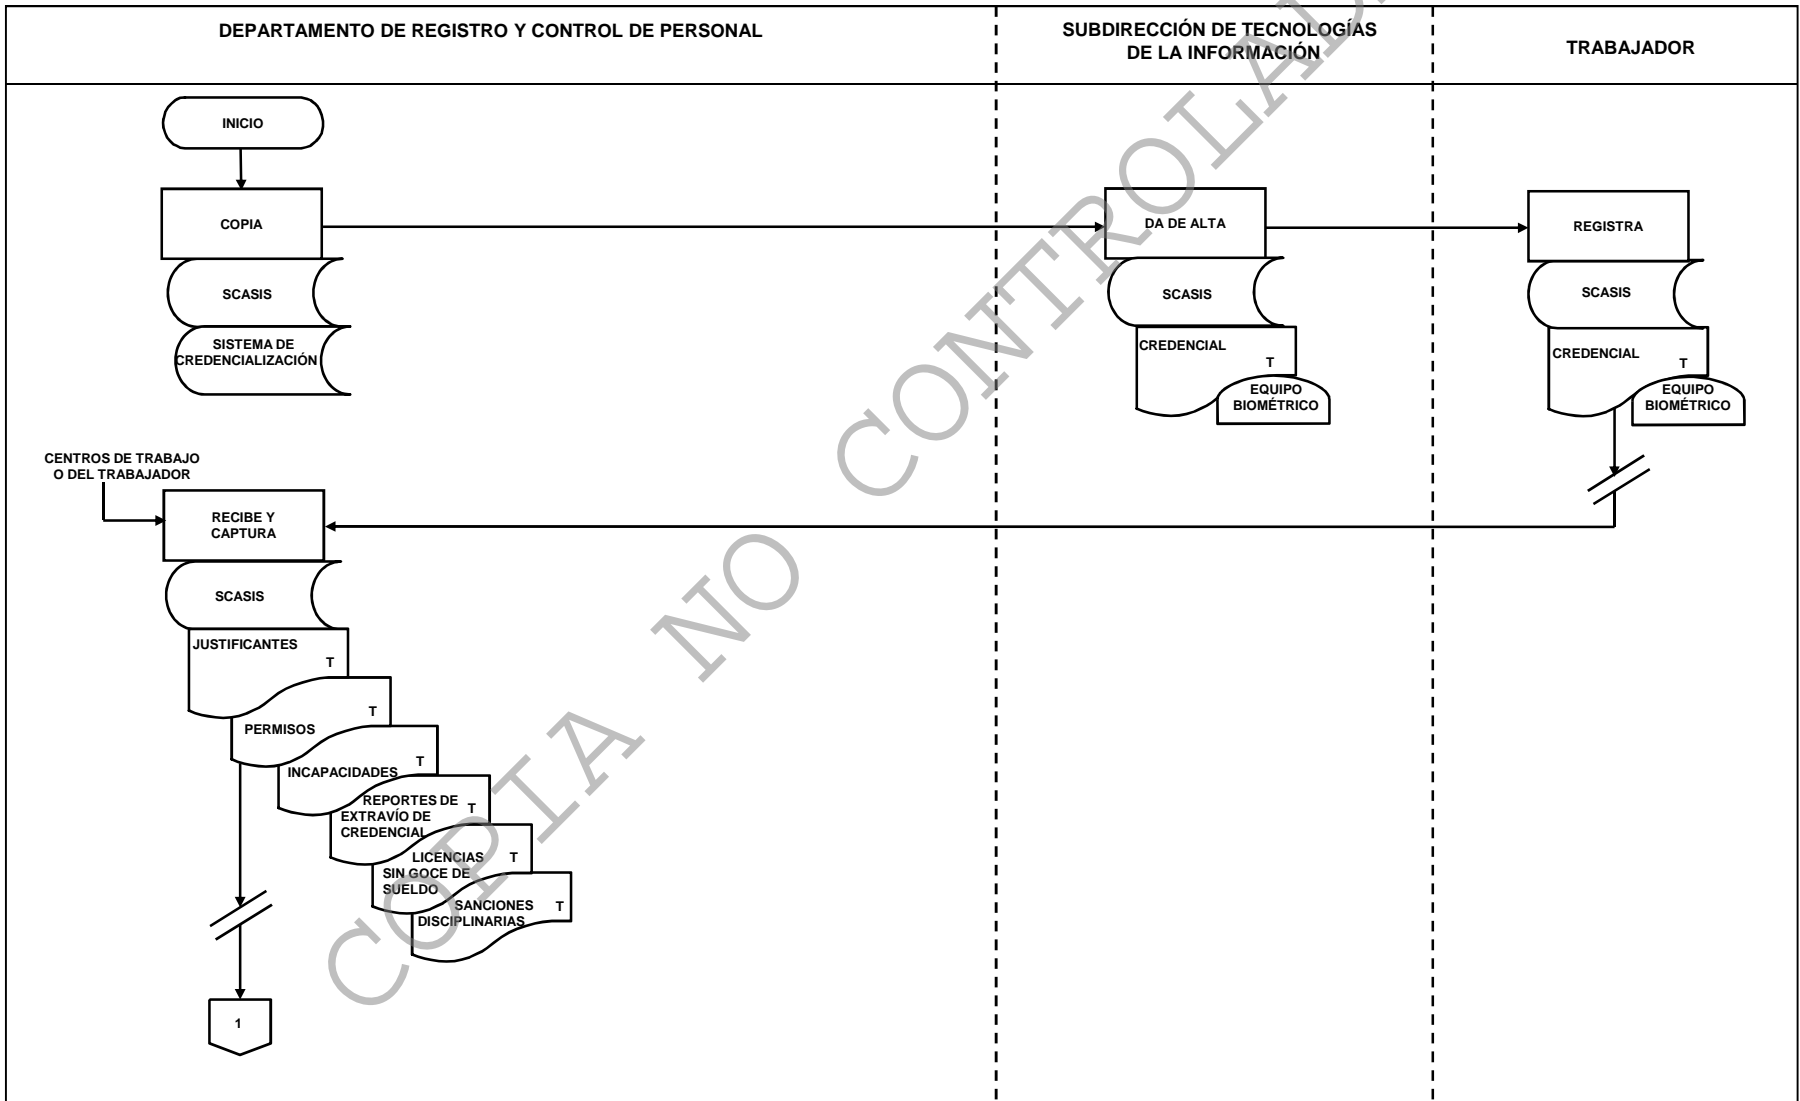 DEPARTAMENTO DE REGISTRO Y CONTROL DE PERSONAL
SUBDIRECCIÓN DE TECNOLOGÍAS
DE LA INFORMACIÓN
TRABAJADOR
INICIO
COPIA
DA DE ALTA
REGISTRA
SCASIS
SCASIS
SCASIS
SISTEMA DE
CREDENCIALIZACIÓN
CREDENCIAL
T
EQUIPO
BIOMÉTRICO
CREDENCIAL
T
EQUIPO
BIOMÉTRICO
CENTROS DE TRABAJO
O DEL TRABAJADOR
RECIBE Y
CAPTURA
SCASIS
JUSTIFICANTES
T
PERMISOS
T
INCAPACIDADES
T
REPORTES DE
EXTRAVÍO DE
CREDENCIAL
T
LICENCIAS
SIN GOCE DE
SUELDO
T
SANCIONES
DISCIPLINARIAS
T
1
COPIA NO CONTROLAD